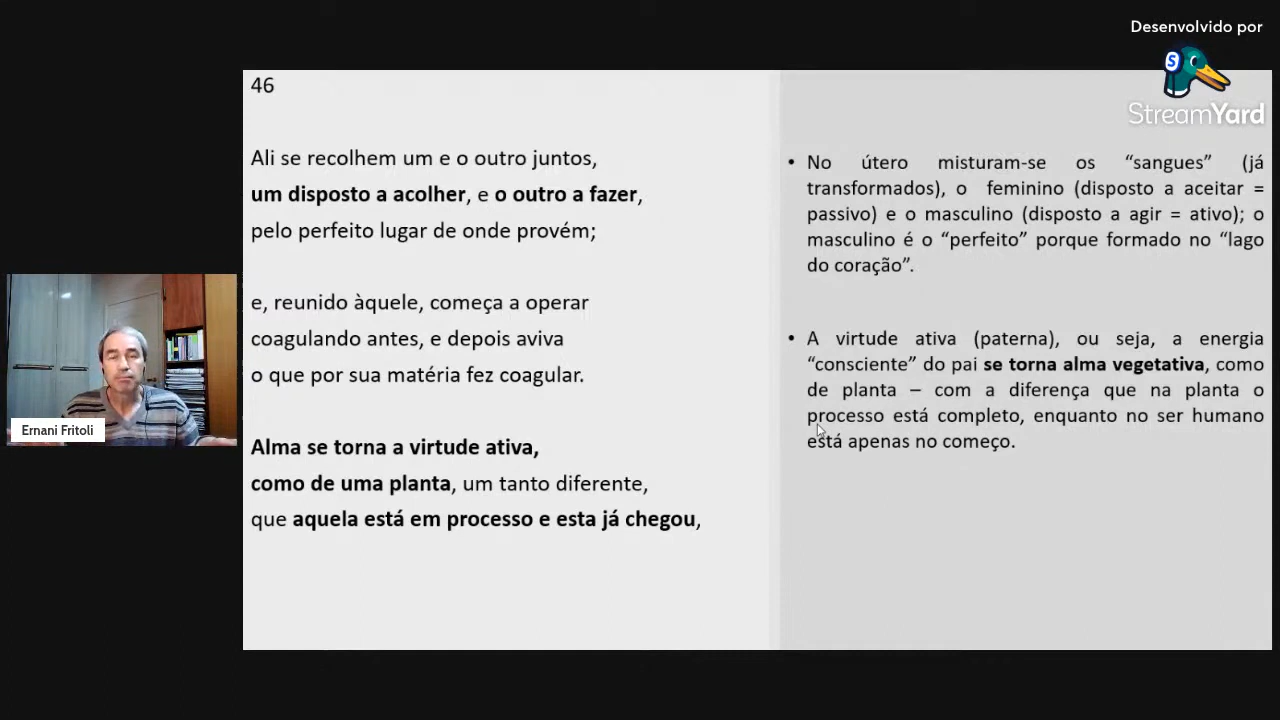 Desenvolvido por
S
StreamYard
46
Ali se recolhem um e o outro juntos,
um disposto a acolher, e o outro a fazer,
pelo perfeito lugar de onde provém;
e, reunido àquele, começa a operar
coagulando antes, e depois aviva
o que por sua matéria fez coagular.
Alma se torna a virtude ativa,
como de uma planta, um tanto diferente,
que aquela está em processo e esta já chegou,
• No útero misturam-se os “sangues” (já
transformados), o feminino (disposto a aceitar =
passivo) e o masculino (disposto a agir = ativo); o
masculino é o “perfeito” porque formado no “lago
do coração”.
• A virtude ativa (paterna), ou seja, a energia
“consciente” do pai se torna alma vegetativa, como
de planta – com a diferença que na planta o
processo está completo, enquanto no ser humano
está apenas no começo.
Ernani Fritoli